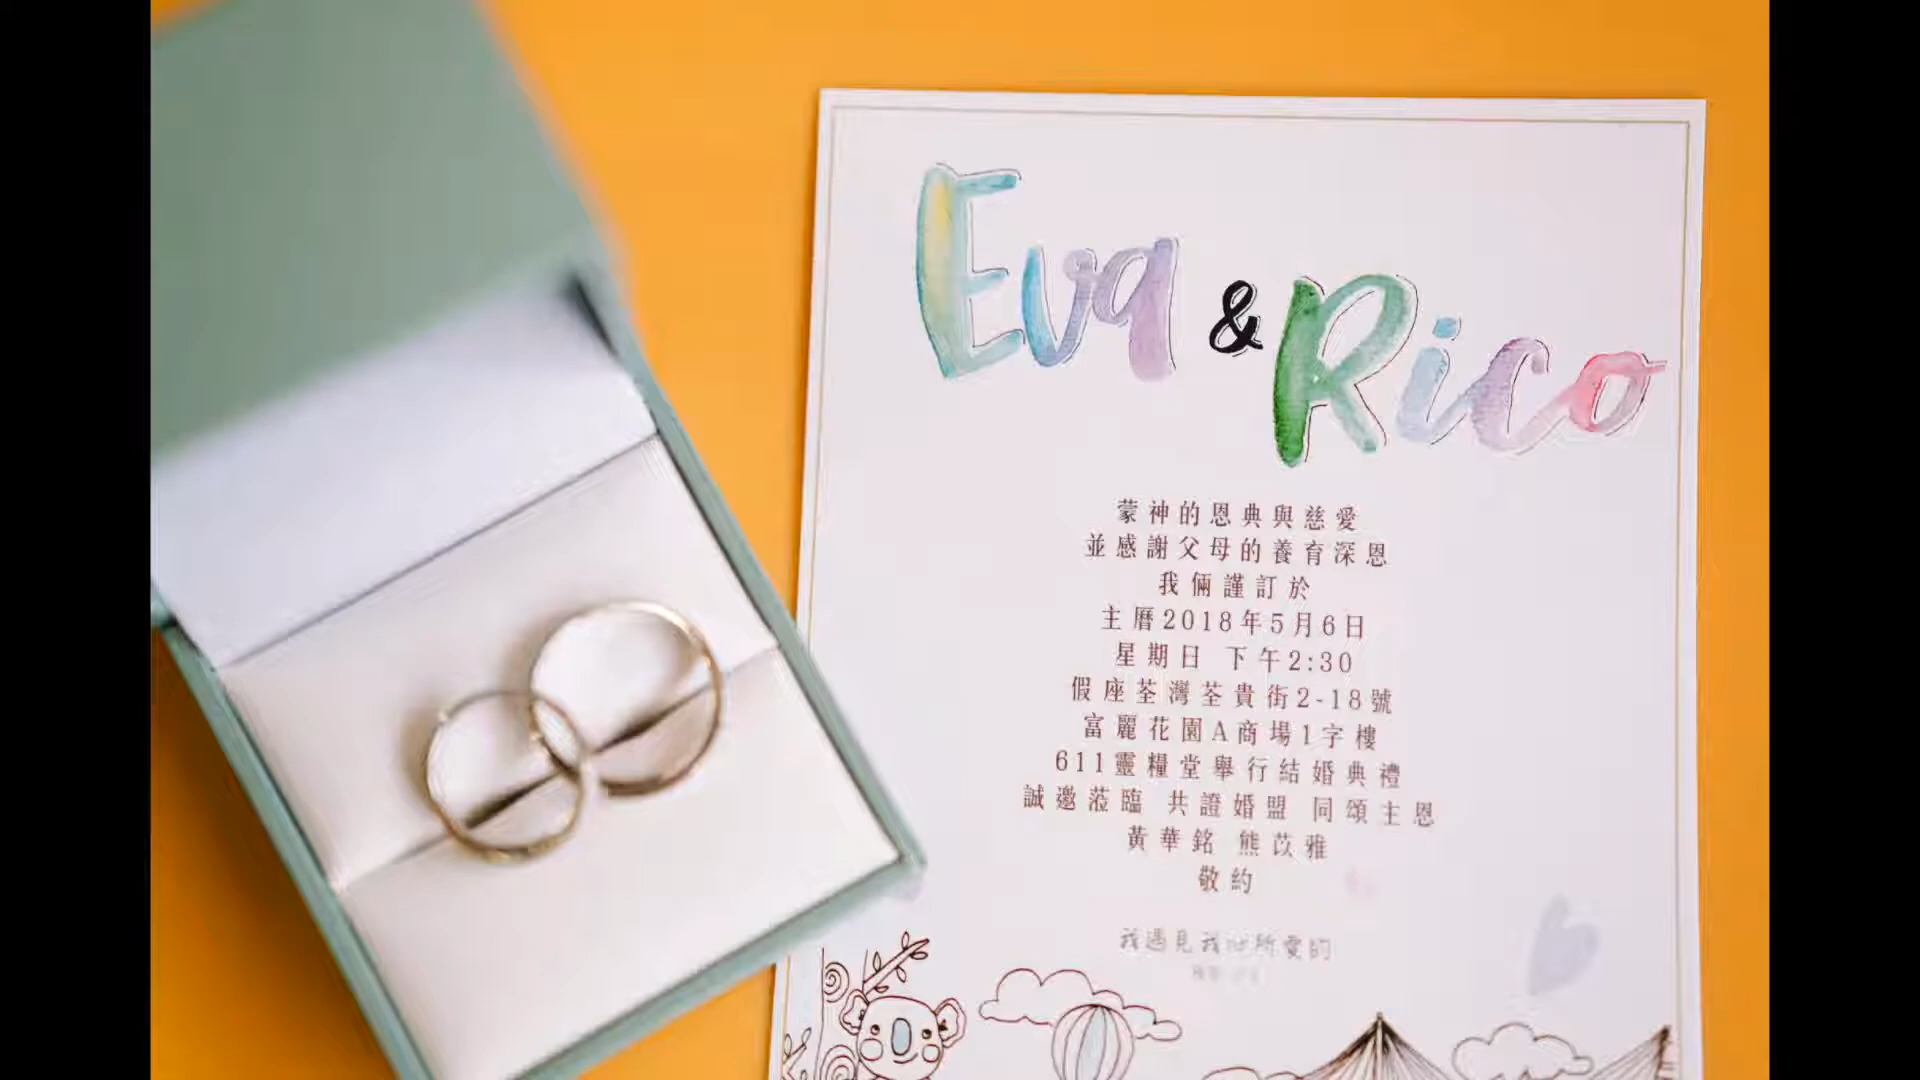 Eva & Rico
蒙神的恩典與慈愛
並感謝父母的養育深恩
我倆謹訂於
主曆2018年5月6日
星期日 下午2:30
假座荃灣荃貴街2-18號
富麗花園A商場1字樓
611靈糧堂舉行結婚典禮
誠邀蒞臨 共證婚盟 同頌主恩
黃華銘 熊苡雅
敬約
我遇見我心所愛的